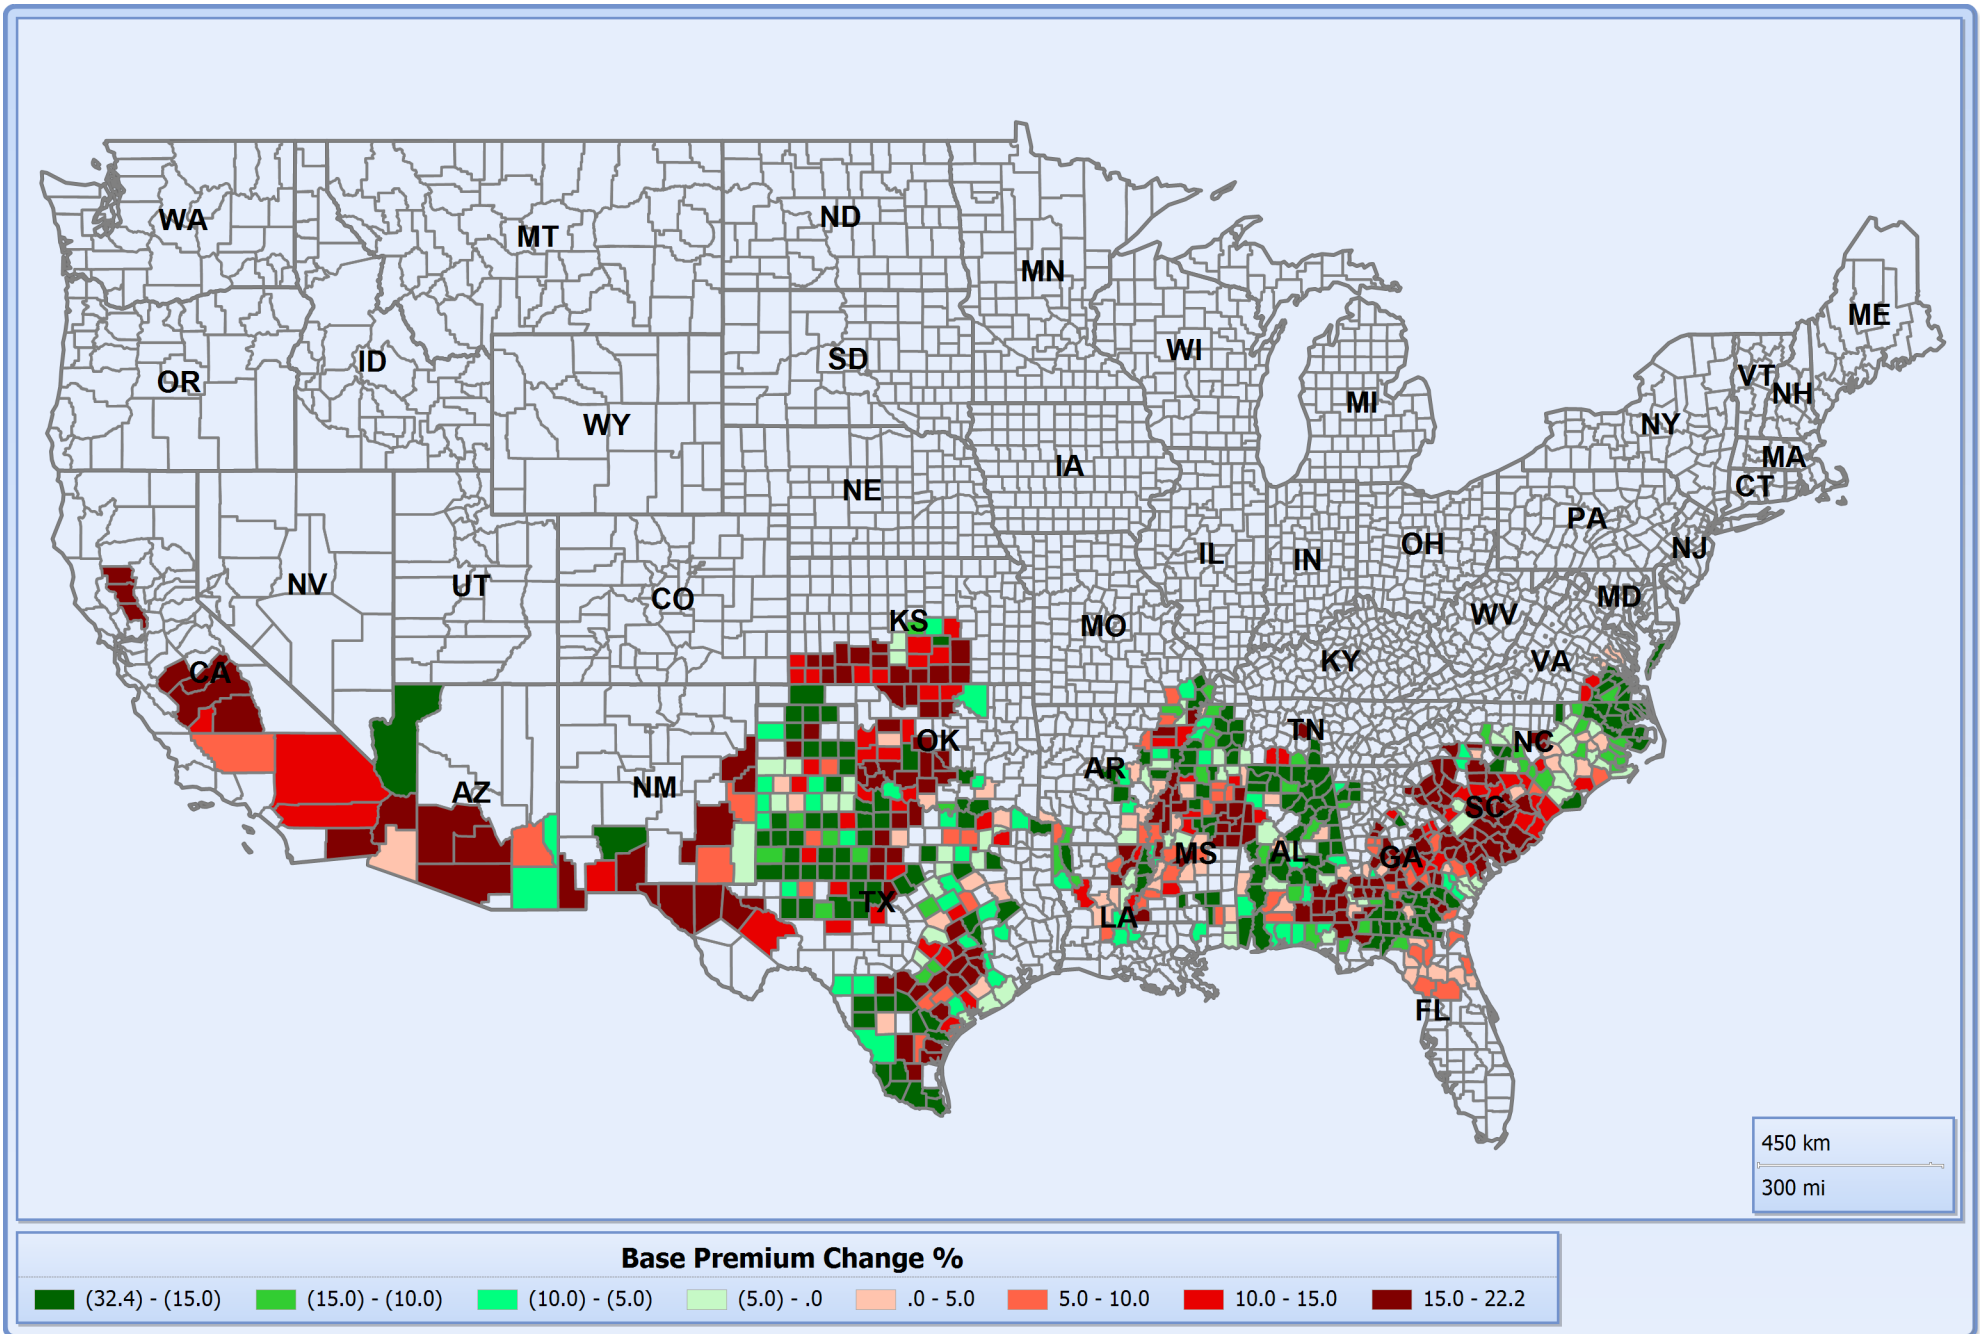 WA
MT
ND
MN
ME
OR
ID
SD
WI
MI
VT
NH
NY
WY
MA
IA
CT
NE
PA
OH
NJ
IL
IN
NV
UT
CO
MD
WV
KS
MO
KY
VA
CA
TN
OK
NC
AR
NM
AZ
SC
MS
AL
GA
TX
LA
FL
450 km
300 mi
Base Premium Change %
(32.4) - (15.0) (15.0) - (10.0) (10.0) - (5.0) (5.0) - .0 .0 - 5.0 5.0 - 10.0 10.0 - 15.0 15.0 - 22.2